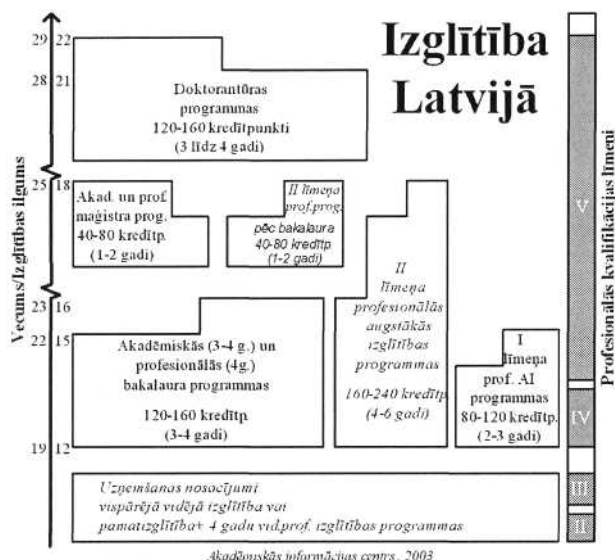 Izglītība
Latvijā
Vecums/Izglītības ilgums
Profesionālās kvalifikācijas līmeņi
29 22
28 21
Doktorantūras
programmas
120-160 kredītpunkti
(3 līdz 4 gadi)
25 18
Akad. un prof.
maģistra prog.
40-80 kredītp.
(1-2 gadi)
II līmeņa
prof.prog.
pēc bakalaura
40-80 kredītp.
(1-2 gadi)
V
23 16
22 15
Akadēmiskās (3-4 g.) un
profesionālās (4g.)
bakalaura programmas
120-160 kredītp.
(3-4 gadi)
II
līmeņa
profesionālās
augstākās
izglītības
programmas
160-240 kredītp.
(4-6 gadi)
I
līmeņa
prof. AI
programmas
80-120 kredītp.
(2-3 gadi)
IV
19 12
Uzņemšanas nosacījumi
vispārējā vidējā izglītība vai
pamatizglītība+ 4 gadu vid.prof. izglītības programmas
III
II
Akadēmiskās informācijas centrs, 2003